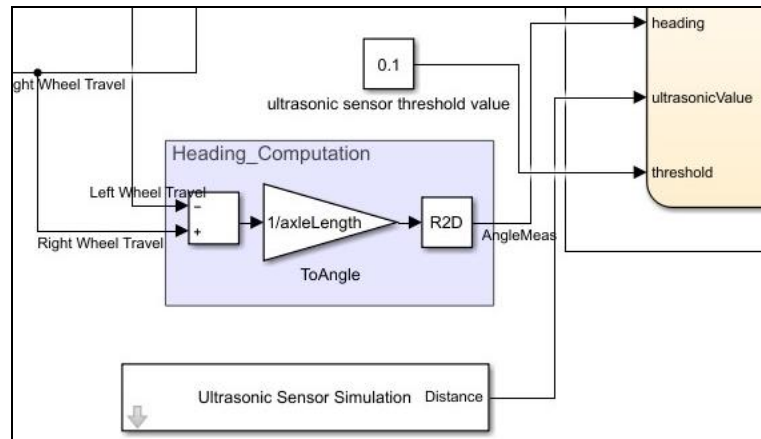 heading
0.1
ght Wheel Travel
ultrasonic sensor threshold value
ultrasonicValue
Heading_Computation
threshold
Left Wheel Travel
−
1/axleLength
R2D
+
Right Wheel Travel
AngleMeas
ToAngle
Ultrasonic Sensor Simulation
Distance